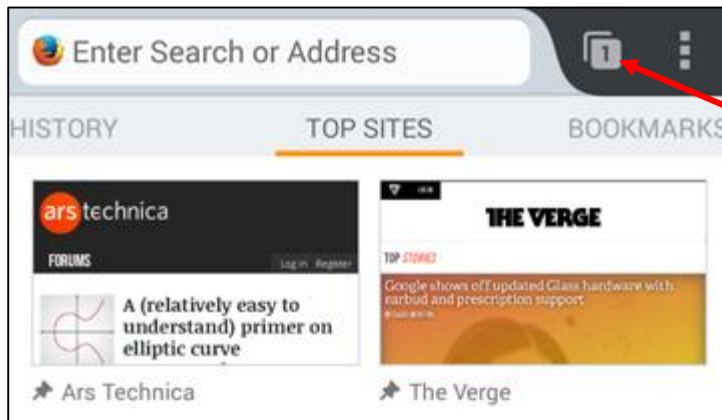 Enter Search or Address
1
HISTORY TOP SITES BOOKMARKS
ars technica
FORUMS
Log in Register
A (relatively easy to
understand) primer on
elliptic curve
THE VERGE
TOP STORIES
Google shows off updated Glass hardware with
earbud and prescription support
Ars Technica
The Verge